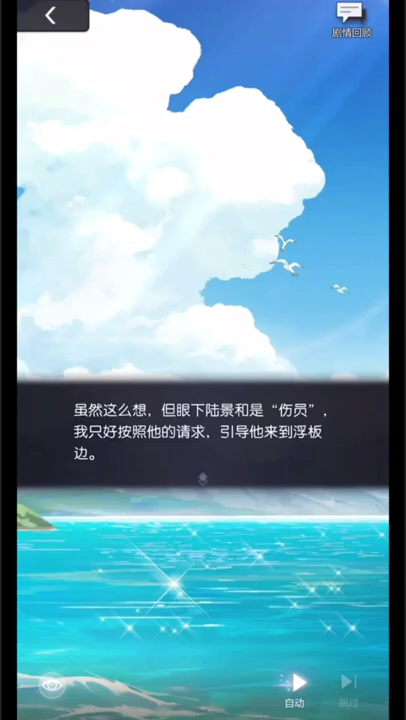 剧情回顾
虽然这么想，但眼下陆景和是“伤员”，
我只好按照他的请求，引导他来到浮板
边。
自动
跳过